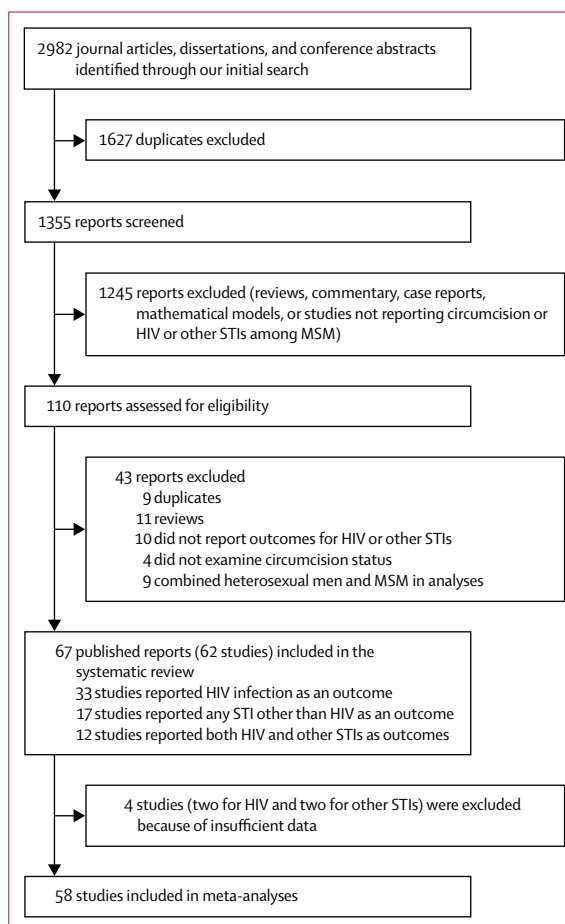 2982 journal articles, dissertations, and conference abstracts
identified through our initial search
1627 duplicates excluded
1355 reports screened
1245 reports excluded (reviews, commentary, case reports,
mathematical models, or studies not reporting circumcision or
HIV or other STIs among MSM)
110 reports assessed for eligibility
43 reports excluded
9 duplicates
11 reviews
10 did not report outcomes for HIV or other STIs
4 did not examine circumcision status
9 combined heterosexual men and MSM in analyses
67 published reports (62 studies) included in the
systematic review
33 studies reported HIV infection as an outcome
17 studies reported any STI other than HIV as an outcome
12 studies reported both HIV and other STIs as outcomes
4 studies (two for HIV and two for other STIs) were excluded
because of insufficient data
58 studies included in meta-analyses